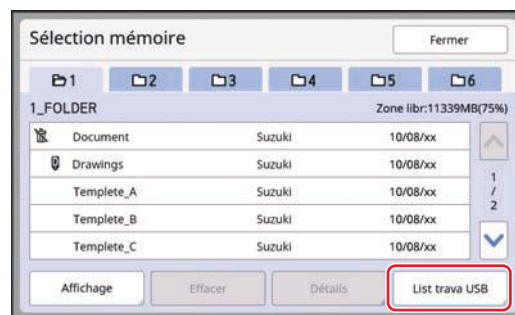 Sélection mémoire Fermer
1 2 3 4 5 6
1_FOLDER Zone libr:11339MB(75%)
Document Suzuki 10/08/xx
Drawings Suzuki 10/08/xx
Templete_A Suzuki 10/08/xx
Templete_B Suzuki 10/08/xx
Templete_C Suzuki 10/08/xx
1
/
2
Affichage Effacer Détails List trava USB